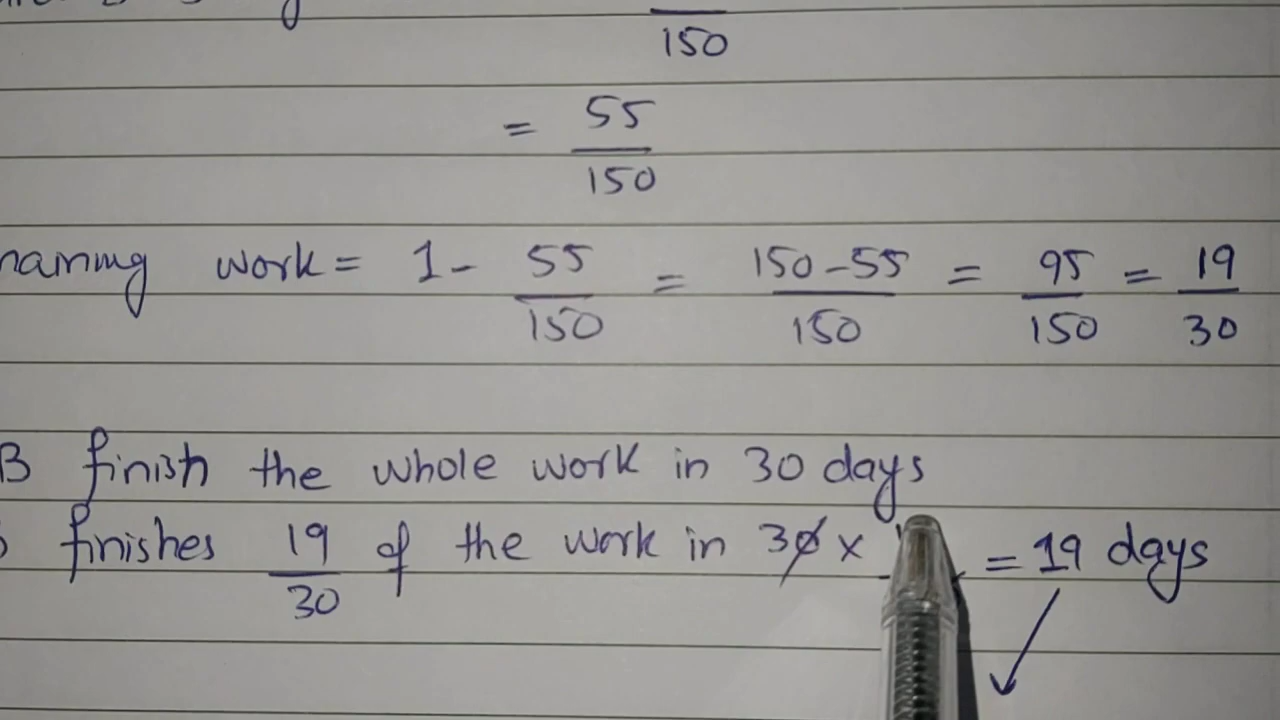 150
= 55/150
work = 1 - 55/150 = 150-55/150 = 95/150 = 19/30
B finish the whole work in 30 days
finishes 19/30 of the work in 30 x = 19 days